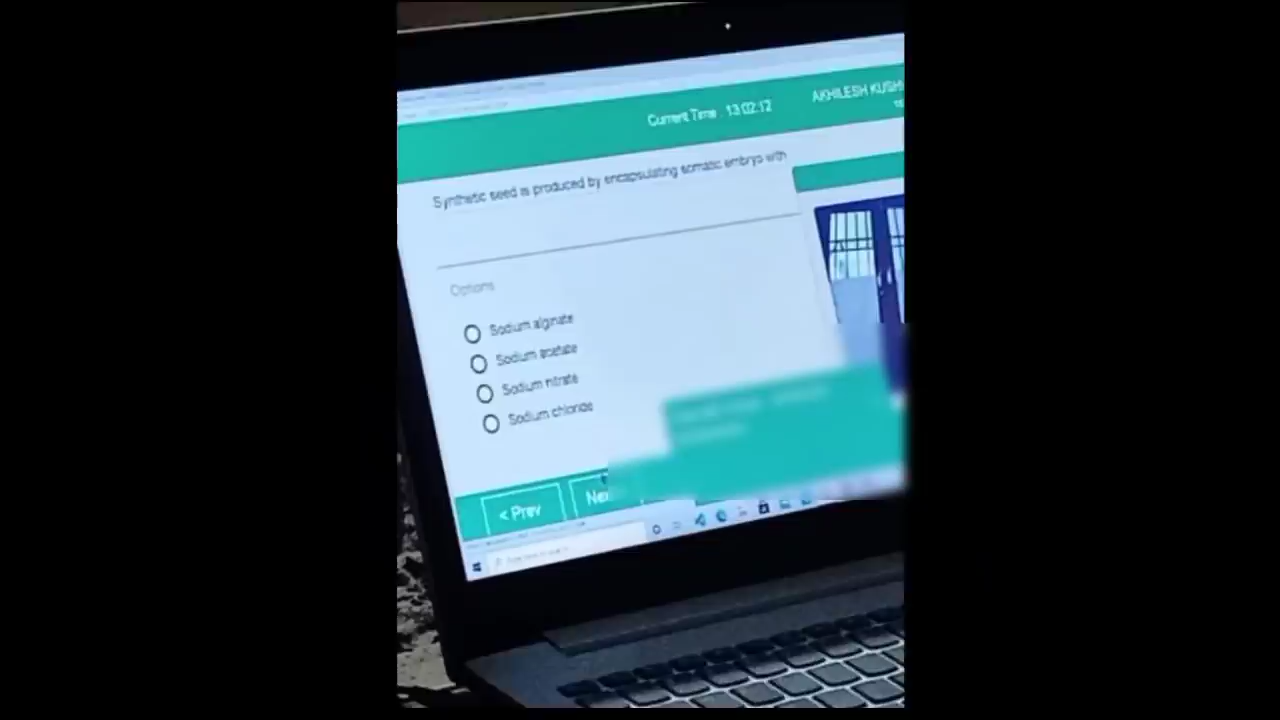 Current Time : 13:02:12
AKHILESH KUSH
Synthetic seed is produced by encapsulating somatic embryo with
Options
Sodium alginate
Sodium acetate
Sodium nitrate
Sodium chloride
< Prev
Nex